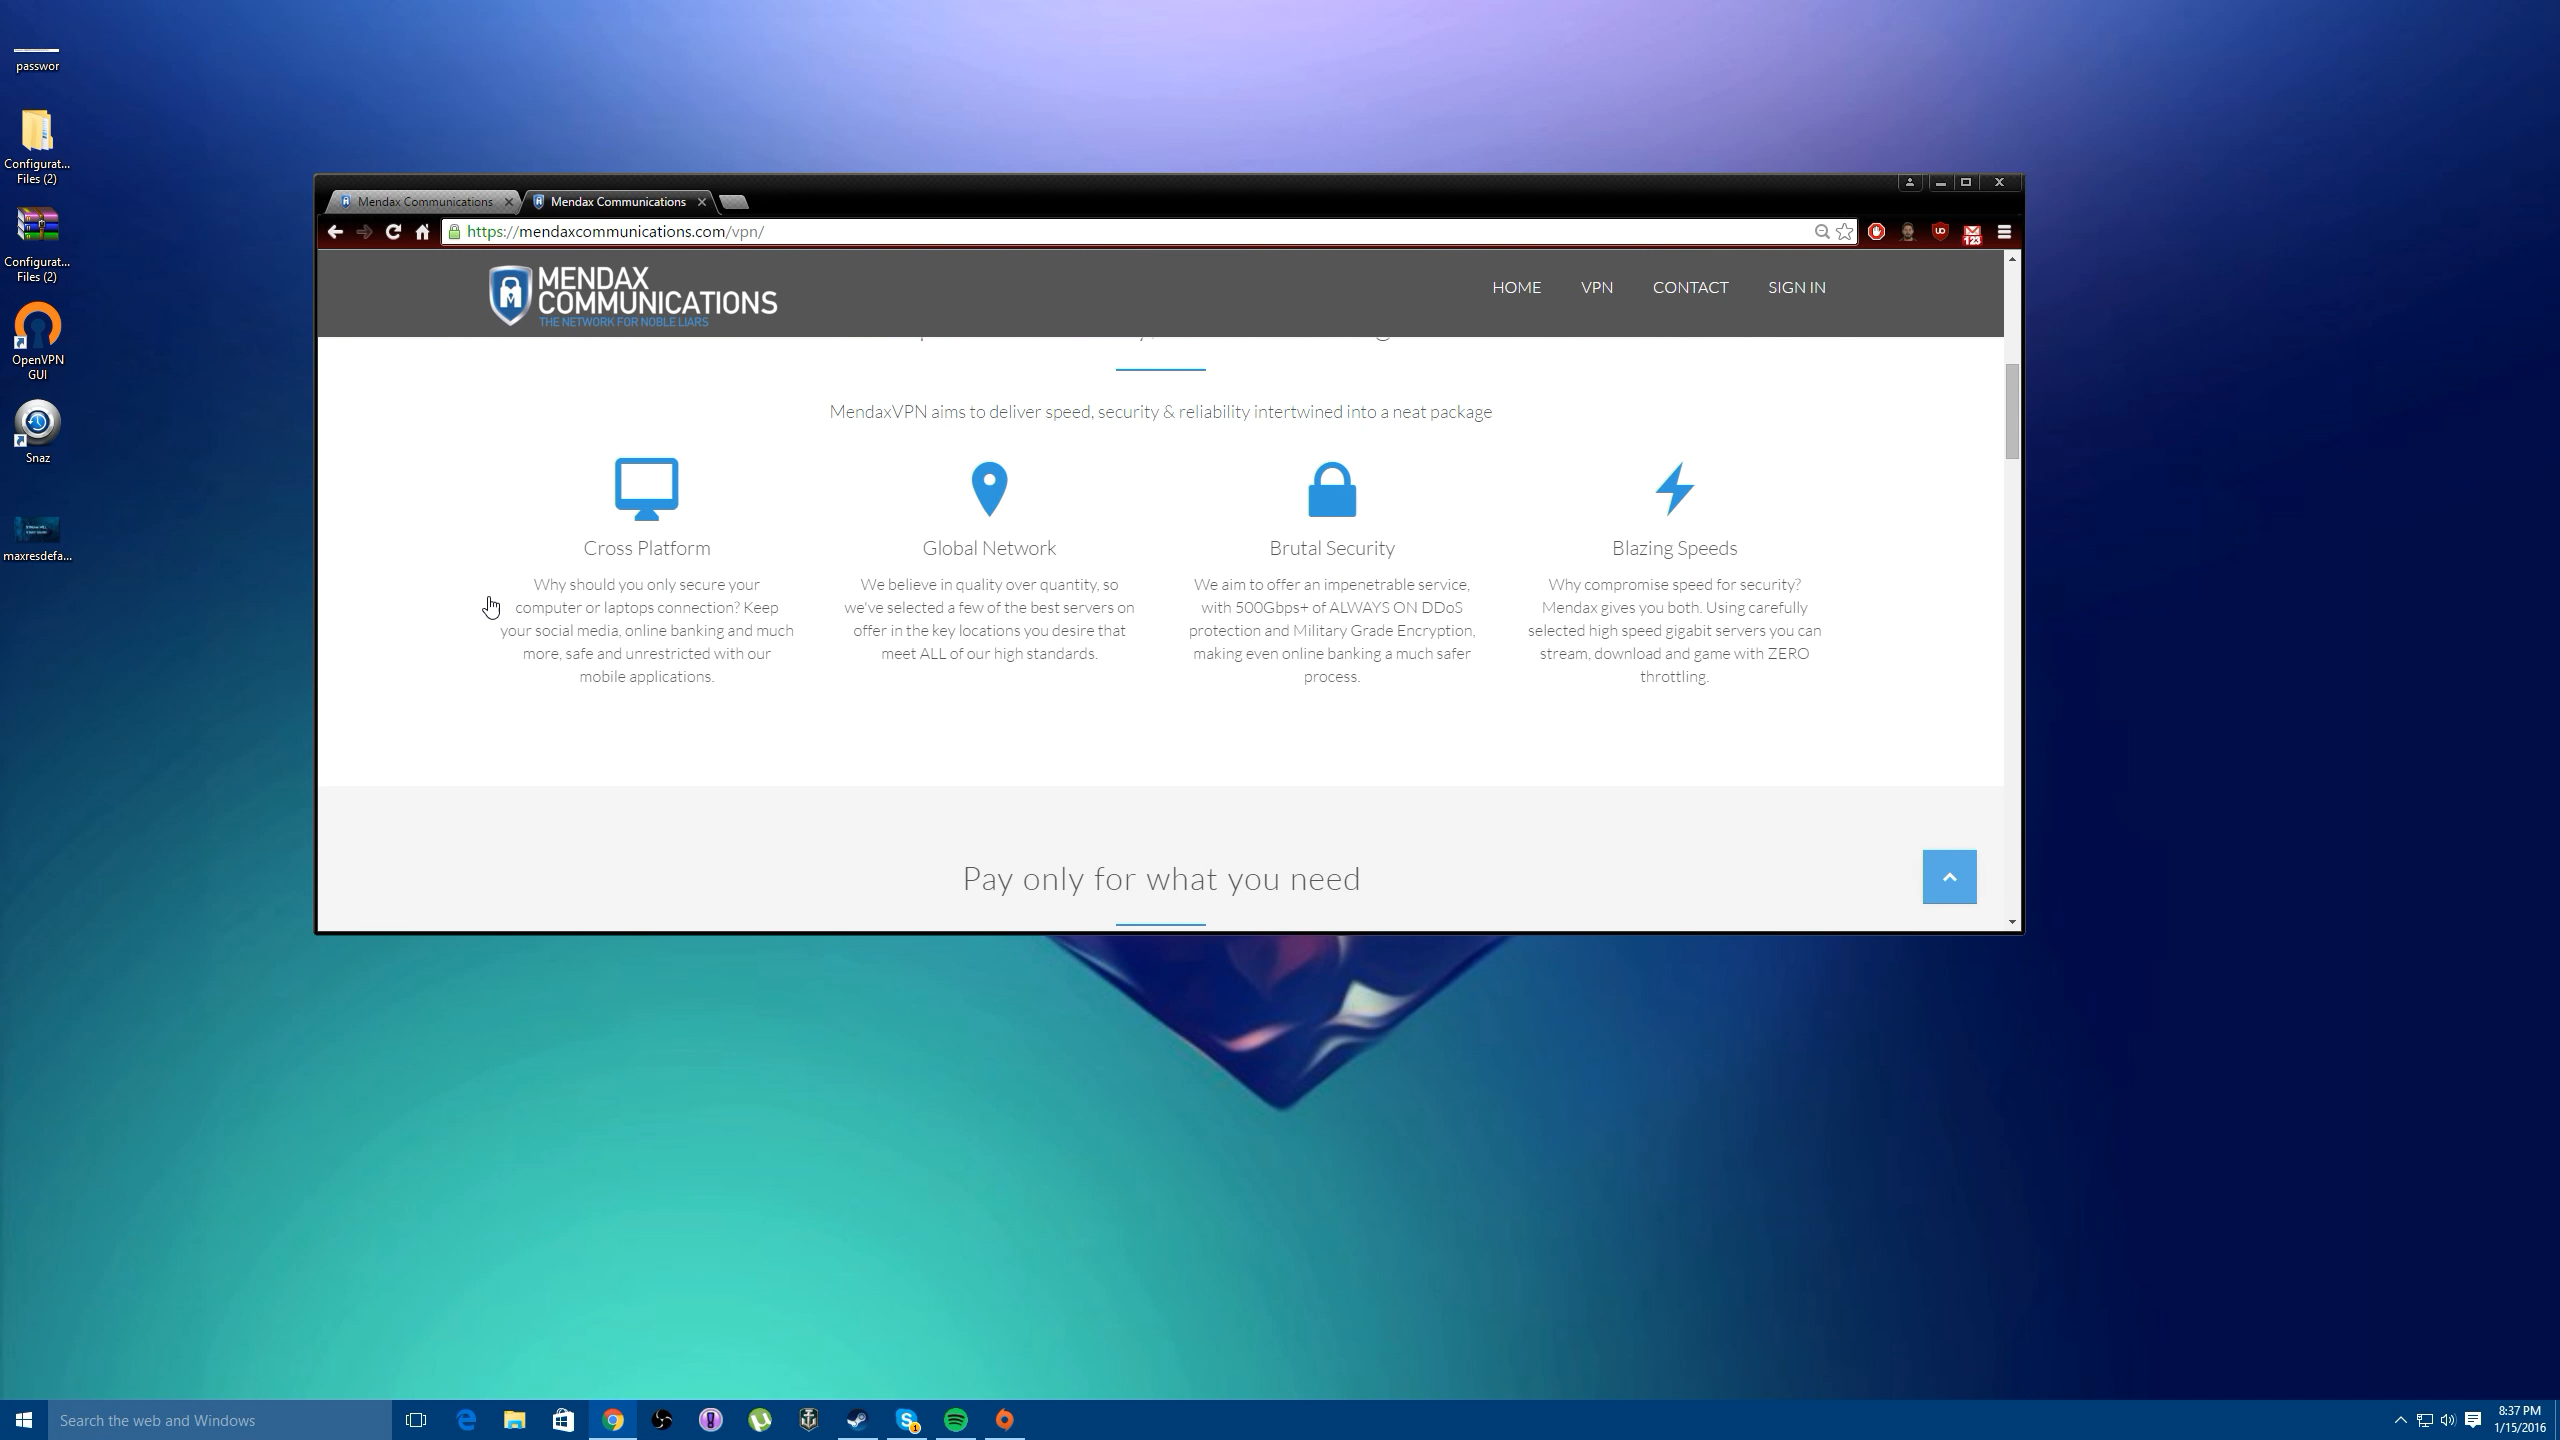 passwor
Configurat...
Files (2)
Configurat...
Files (2)
OpenVPN
GUI
Snaz
maxresdefa...
Mendax Communications
Mendax Communications
https://mendaxcommunications.com/vpn/
123
MENDAX
COMMUNICATIONS
THE NETWORK FOR NOBLE LIARS
HOME VPN CONTACT SIGN IN
MendaxVPN aims to deliver speed, security & reliability intertwined into a neat package
Cross Platform
Why should you only secure your
computer or laptops connection? Keep
your social media, online banking and much
more, safe and unrestricted with our
mobile applications.
Global Network
We believe in quality over quantity, so
we've selected a few of the best servers on
offer in the key locations you desire that
meet ALL of our high standards.
Brutal Security
We aim to offer an impenetrable service,
with 500Gbps+ of ALWAYS ON DDoS
protection and Military Grade Encryption,
making even online banking a much safer
process.
Blazing Speeds
Why compromise speed for security?
Mendax gives you both. Using carefully
selected high speed gigabit servers you can
stream, download and game with ZERO
throttling.
Pay only for what you need
Search the web and Windows
8:37 PM
1/15/2016